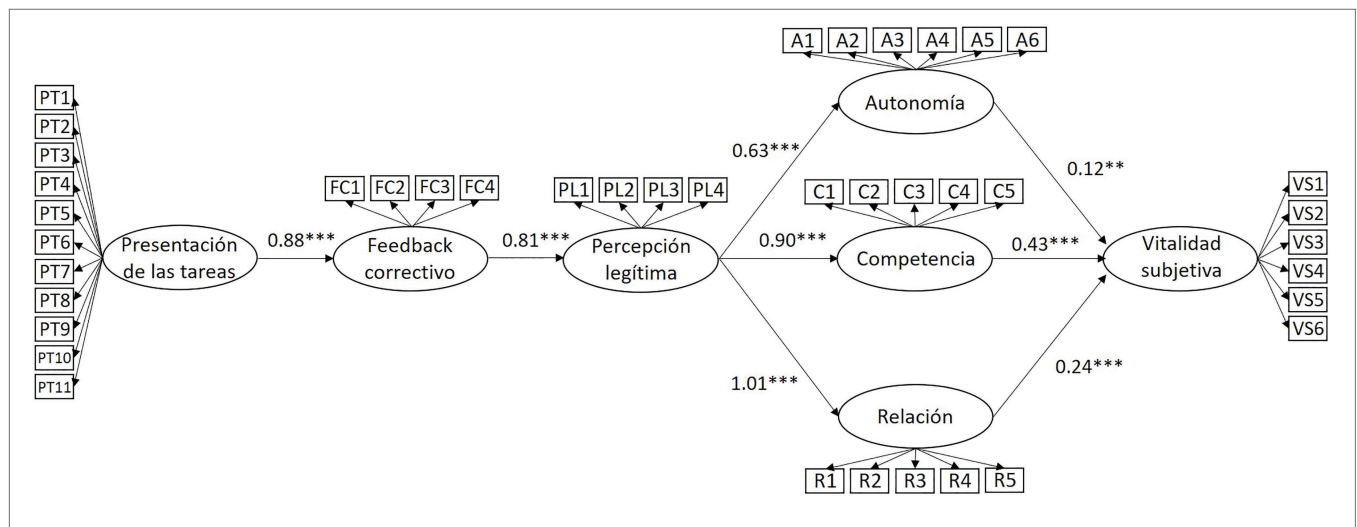 PT1
PT2
PT3
PT4
PT5
PT6
PT7
PT8
PT9
PT10
PT11
Presentación
de las tareas
0.88***
FC1 FC2 FC3 FC4
Feedback
correctivo
0.81***
PL1 PL2 PL3 PL4
Percepción
legítima
0.63***
0.90***
1.01***
A1 A2 A3 A4 A5 A6
Autonomía
C1 C2 C3 C4 C5
Competencia
Relación
R1 R2 R3 R4 R5
0.12**
0.43***
0.24***
Vitalidad
subjetiva
VS1
VS2
VS3
VS4
VS5
VS6